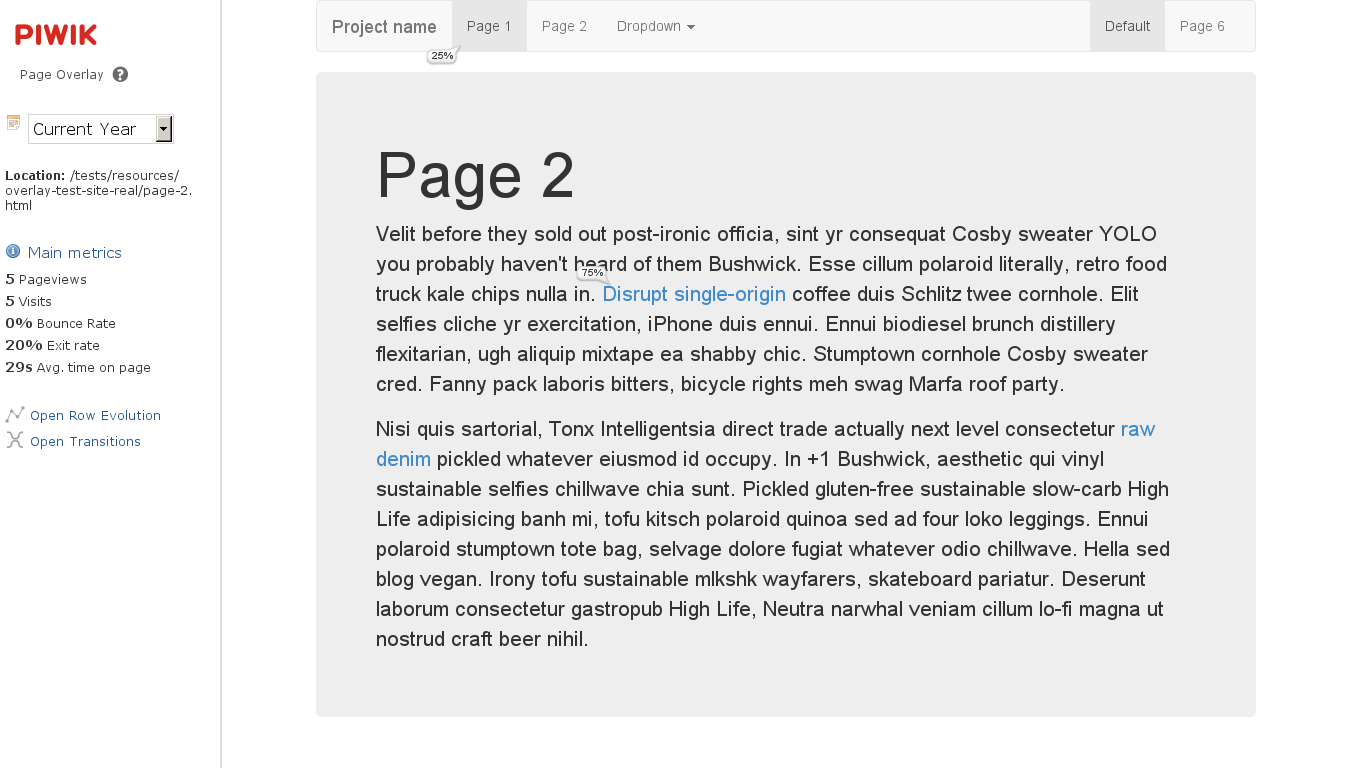 PIWIK
Page Overlay ?
Current Year
Location: /tests/resources/
overlay-test-site-real/page-2.
html
Main metrics
5 Pageviews
5 Visits
0% Bounce Rate
20% Exit rate
29s Avg. time on page
Open Row Evolution
Open Transitions
Project name Page 1 Page 2 Dropdown Default Page 6
25%
Page 2
Velit before they sold out post-ironic officia, sint yr consequat Cosby sweater YOLO
you probably haven't heard of them Bushwick. Esse cillum polaroid literally, retro food
75%
truck kale chips nulla in. Disrupt single-origin coffee duis Schlitz twee cornhole. Elit
selfies cliche yr exercitation, iPhone duis ennui. Ennui biodiesel brunch distillery
flexitarian, ugh aliquip mixtape ea shabby chic. Stumptown cornhole Cosby sweater
cred. Fanny pack laboris bitters, bicycle rights meh swag Marfa roof party.
Nisi quis sartorial, Tonx Intelligentsia direct trade actually next level consectetur raw
denim pickled whatever eiusmod id occupy. In +1 Bushwick, aesthetic qui vinyl
sustainable selfies chillwave chia sunt. Pickled gluten-free sustainable slow-carb High
Life adipisicing banh mi, tofu kitsch polaroid quinoa sed ad four loko leggings. Ennui
polaroid stumptown tote bag, selvage dolore fugiat whatever odio chillwave. Hella sed
blog vegan. Irony tofu sustainable mlkshk wayfarers, skateboard pariatur. Deserunt
laborum consectetur gastropub High Life, Neutra narwhal veniam cillum lo-fi magna ut
nostrud craft beer nihil.